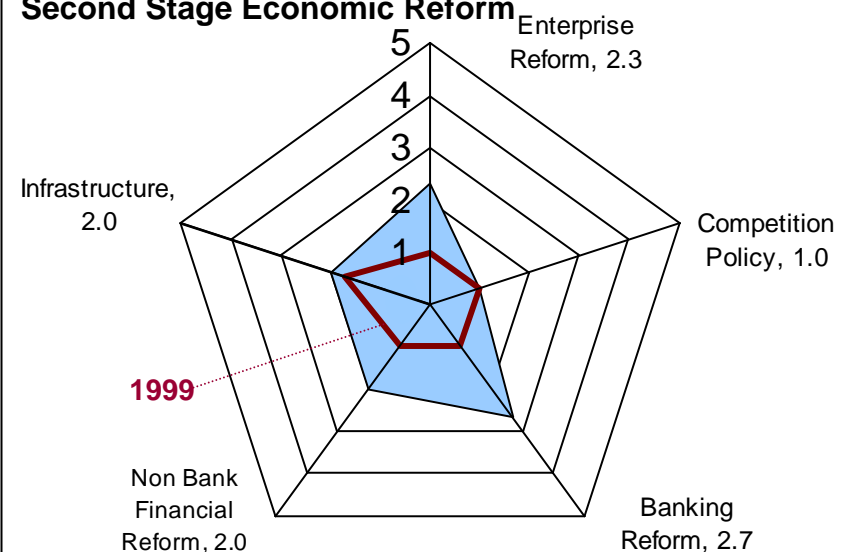 Second Stage Economic Reform
Enterprise
Reform, 2.3
5
4
3
2
1
Infrastructure,
2.0
Competition
Policy, 1.0
1999
Non Bank
Financial
Reform, 2.0
Banking
Reform, 2.7